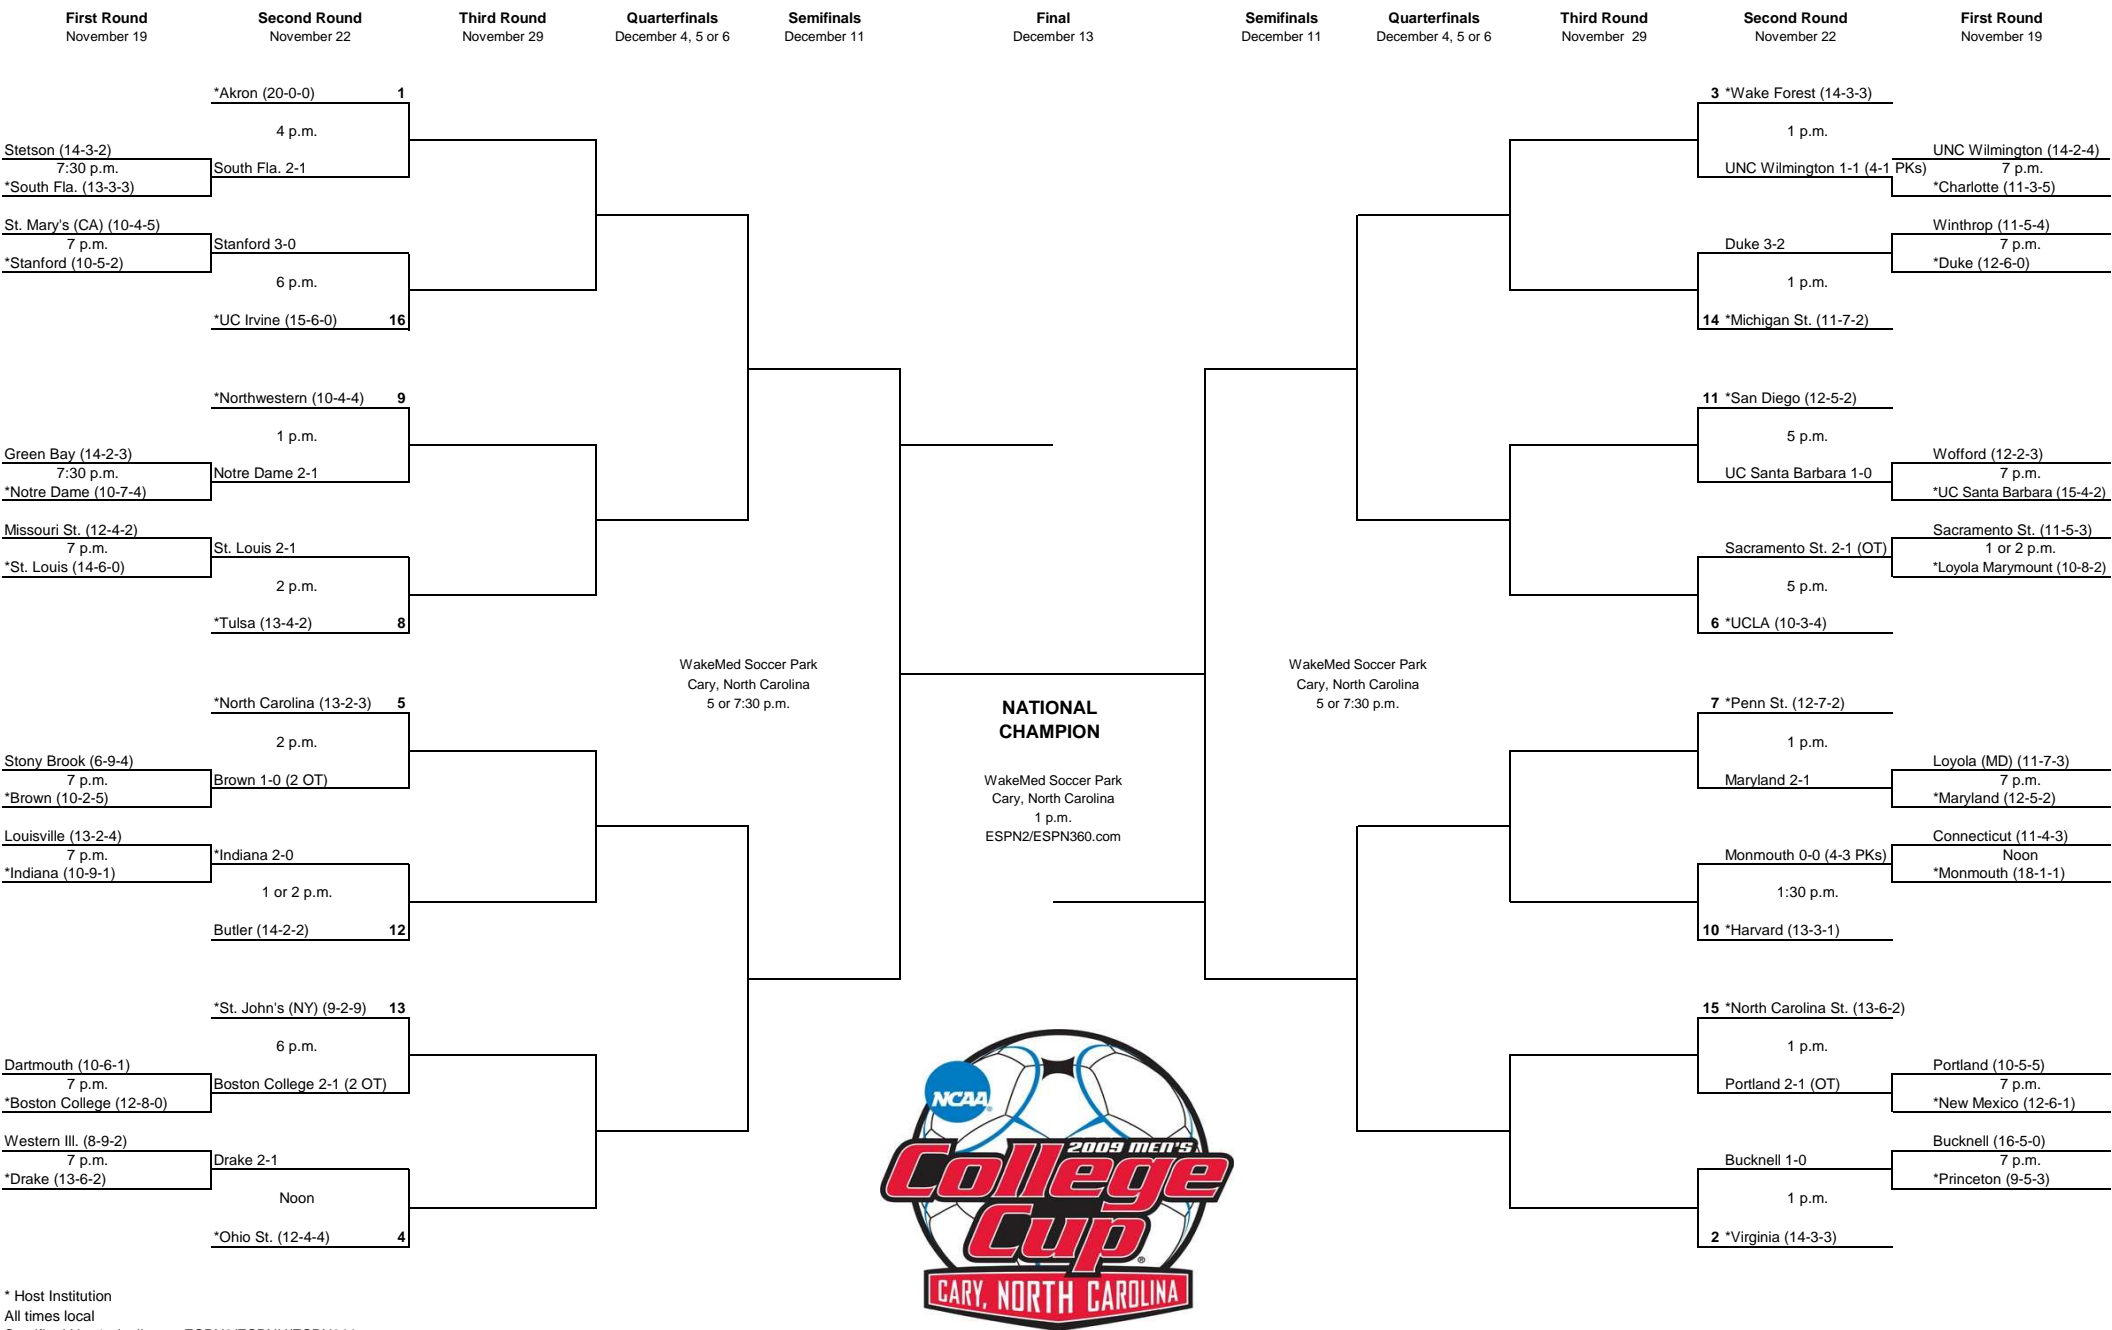 First Round
November 19
Second Round
November 22
Third Round
November 29
Quarterfinals
December 4, 5 or 6
Semifinals
December 11
Final
December 13
Semifinals
December 11
Quarterfinals
December 4, 5 or 6
Third Round
November 29
Second Round
November 22
First Round
November 19
*Akron (20-0-0) 1
4 p.m.
Stetson (14-3-2)
7:30 p.m.
*South Fla. (13-3-3)
South Fla. 2-1
St. Mary's (CA) (10-4-5)
7 p.m.
*Stanford (10-5-2)
Stanford 3-0
6 p.m.
*UC Irvine (15-6-0) 16
*Northwestern (10-4-4) 9
1 p.m.
Green Bay (14-2-3)
7:30 p.m.
*Notre Dame (10-7-4)
Notre Dame 2-1
Missouri St. (12-4-2)
7 p.m.
*St. Louis (14-6-0)
St. Louis 2-1
2 p.m.
*Tulsa (13-4-2) 8
WakeMed Soccer Park
Cary, North Carolina
5 or 7:30 p.m.
*North Carolina (13-2-3) 5
2 p.m.
Stony Brook (6-9-4)
7 p.m.
*Brown (10-2-5)
Brown 1-0 (2 OT)
Louisville (13-2-4)
7 p.m.
*Indiana (10-9-1)
*Indiana 2-0
1 or 2 p.m.
Butler (14-2-2) 12
*St. John's (NY) (9-2-9) 13
6 p.m.
Dartmouth (10-6-1)
7 p.m.
*Boston College (12-8-0)
Boston College 2-1 (2 OT)
Western Ill. (8-9-2)
7 p.m.
*Drake (13-6-2)
Drake 2-1
Noon
*Ohio St. (12-4-4) 4
NATIONAL
CHAMPION
WakeMed Soccer Park
Cary, North Carolina
1 p.m.
ESPN2/ESPN360.com
3 *Wake Forest (14-3-3)
1 p.m.
UNC Wilmington 1-1 (4-1 PKs)
UNC Wilmington (14-2-4)
7 p.m.
*Charlotte (11-3-5)
Duke 3-2
Winthrop (11-5-4)
7 p.m.
*Duke (12-6-0)
1 p.m.
14 *Michigan St. (11-7-2)
11 *San Diego (12-5-2)
5 p.m.
UC Santa Barbara 1-0
Wofford (12-2-3)
7 p.m.
*UC Santa Barbara (15-4-2)
Sacramento St. 2-1 (OT)
Sacramento St. (11-5-3)
1 or 2 p.m.
*Loyola Marymount (10-8-2)
5 p.m.
6 *UCLA (10-3-4)
WakeMed Soccer Park
Cary, North Carolina
5 or 7:30 p.m.
7 *Penn St. (12-7-2)
1 p.m.
Maryland 2-1
Loyola (MD) (11-7-3)
7 p.m.
*Maryland (12-5-2)
Monmouth 0-0 (4-3 PKs)
Connecticut (11-4-3)
Noon
*Monmouth (18-1-1)
1:30 p.m.
10 *Harvard (13-3-1)
15 *North Carolina St. (13-6-2)
1 p.m.
Portland 2-1 (OT)
Portland (10-5-5)
7 p.m.
*New Mexico (12-6-1)
Bucknell 1-0
Bucknell (16-5-0)
7 p.m.
*Princeton (9-5-3)
1 p.m.
2 *Virginia (14-3-3)
NCAA
2009 MEN'S
College
Cup
CARY, NORTH CAROLINA
* Host Institution
All times local